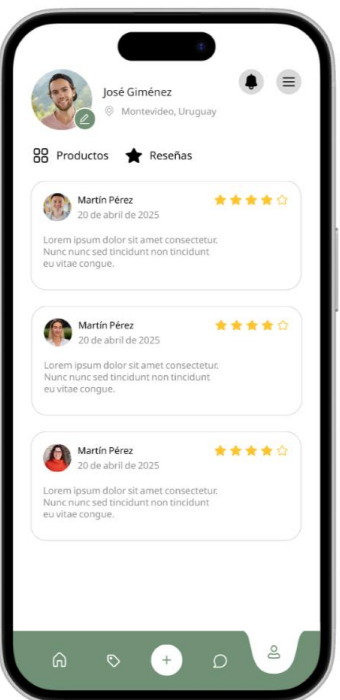 José Giménez
Montevideo, Uruguay
Productos
Reseñas
Martín Pérez
20 de abril de 2025
Lorem ipsum dolor sit amet consectetur.
Nunc nunc sed tincidunt non tincidunt
eu vitae congue.
Martín Pérez
20 de abril de 2025
Lorem ipsum dolor sit amet consectetur.
Nunc nunc sed tincidunt non tincidunt
eu vitae congue.
Martín Pérez
20 de abril de 2025
Lorem ipsum dolor sit amet consectetur.
Nunc nunc sed tincidunt non tincidunt
eu vitae congue.